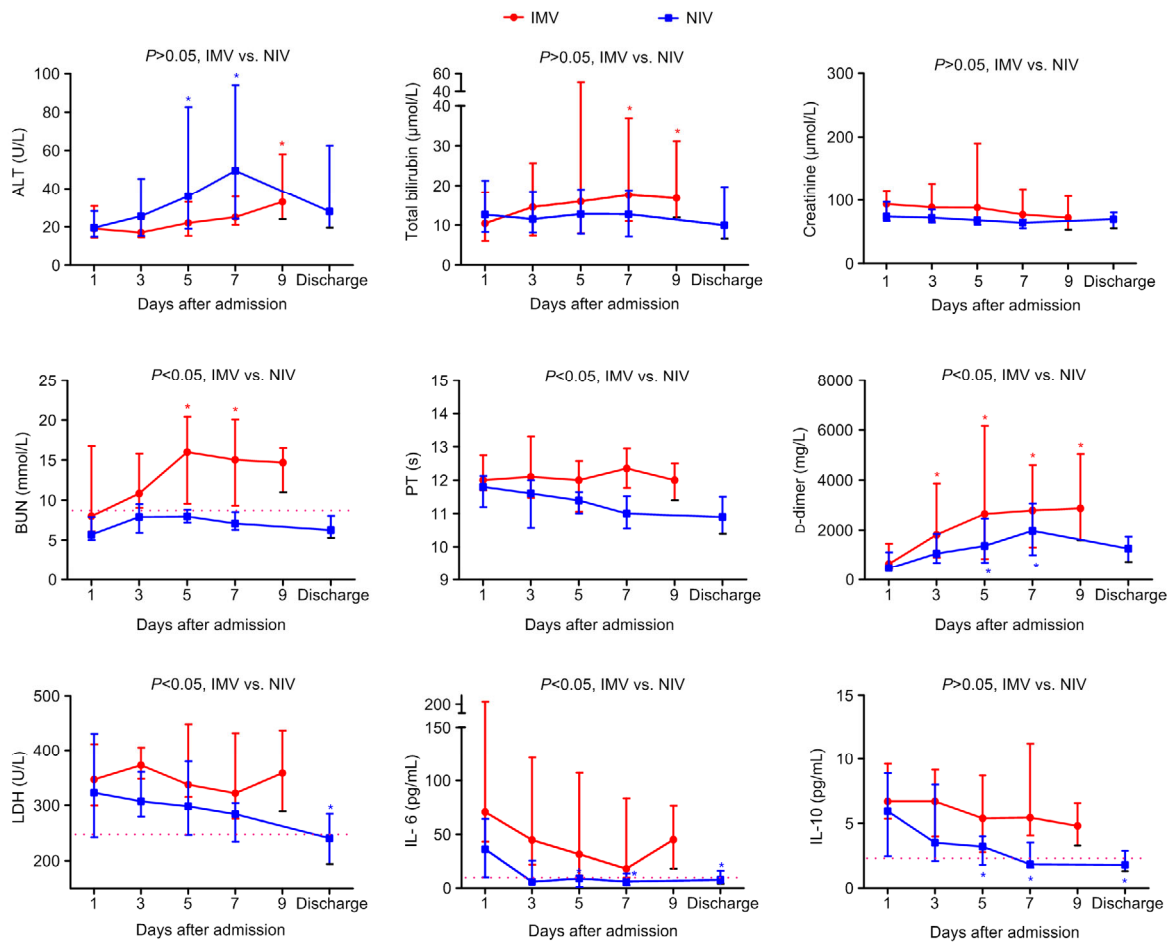 IMV NIV
P>0.05, IMV vs. NIV
100
80
60
40
20
0
ALT (U/L)
*
*
*
1 3 5 7 9 Discharge
Days after admission
P>0.05, IMV vs. NIV
60
40
40
30
20
10
0
Total bilirubin (μmol/L)
*
*
1 3 5 7 9 Discharge
Days after admission
P>0.05, IMV vs. NIV
300
200
100
0
Creatinine (μmol/L)
1 3 5 7 9 Discharge
Days after admission
P<0.05, IMV vs. NIV
25
20
15
10
5
0
BUN (mmol/L)
*
*
1 3 5 7 9 Discharge
Days after admission
P<0.05, IMV vs. NIV
15
14
13
12
11
10
9
PT (s)
1 3 5 7 9 Discharge
Days after admission
P<0.05, IMV vs. NIV
8000
6000
4000
2000
0
D-dimer (mg/L)
*
*
*
*
*
*
1 3 5 7 9 Discharge
Days after admission
P<0.05, IMV vs. NIV
500
400
300
200
LDH (U/L)
*
1 3 5 7 9 Discharge
Days after admission
P<0.05, IMV vs. NIV
200
150
100
50
0
IL- 6 (pg/mL)
*
*
*
1 3 5 7 9 Discharge
Days after admission
P>0.05, IMV vs. NIV
15
10
5
0
IL-10 (pg/mL)
*
*
*
1 3 5 7 9 Discharge
Days after admission